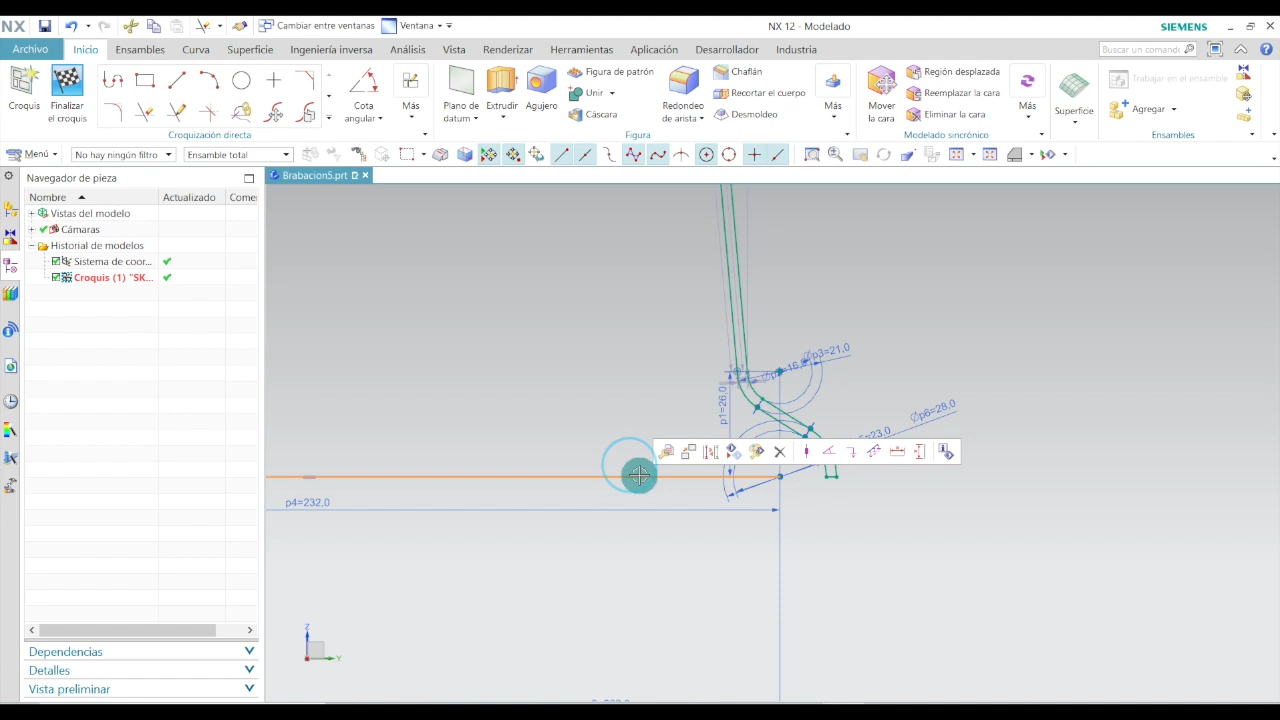 NX
Cambiar entre ventanas
Ventana
NX 12 - Modelado
SIEMENS
Archivo
Inicio
Ensambles
Curva
Superficie
Ingeniería inversa
Análisis
Vista
Renderizar
Herramientas
Aplicación
Desarrollador
Industria
Buscar un comando
Croquis
Finalizar el croquis
Cota angular
Más
Plano de datum
Extrudir
Agujero
Figura de patrón
Unir
Cáscara
Redondeo de arista
Chaflán
Recortar el cuerpo
Desmoldeo
Más
Mover la cara
Región desplazada
Reemplazar la cara
Eliminar la cara
Más
Superficie
Trabajar en el ensamble
Agregar
Croquización directa
Figura
Modelado sincrónico
Ensambles
Menú
No hay ningún filtro
Ensamble total
Navegador de pieza
Brabacion5.prt
Nombre
Actualizado
Comer
Vistas del modelo
Cámaras
Historial de modelos
Sistema de coor...
Croquis (1) "SK...
Øp3=21,0
p1=26,0
Øp6=28,0
p4=232,0
Z
Y
Dependencias
Detalles
Vista preliminar